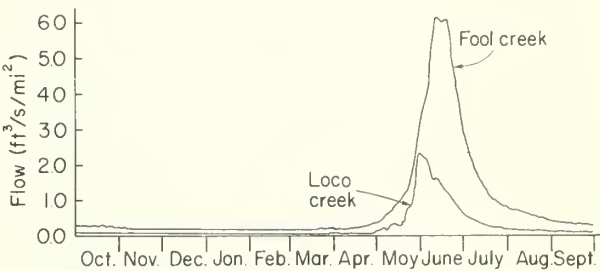 6.0
5.0
4.0
3.0
2.0
1.0
0.0
Flow (ft³/s/mi²)
Fool creek
Loco
creek
Oct. Nov. Dec. Jan. Feb. Mar. Apr. May June July Aug. Sept.